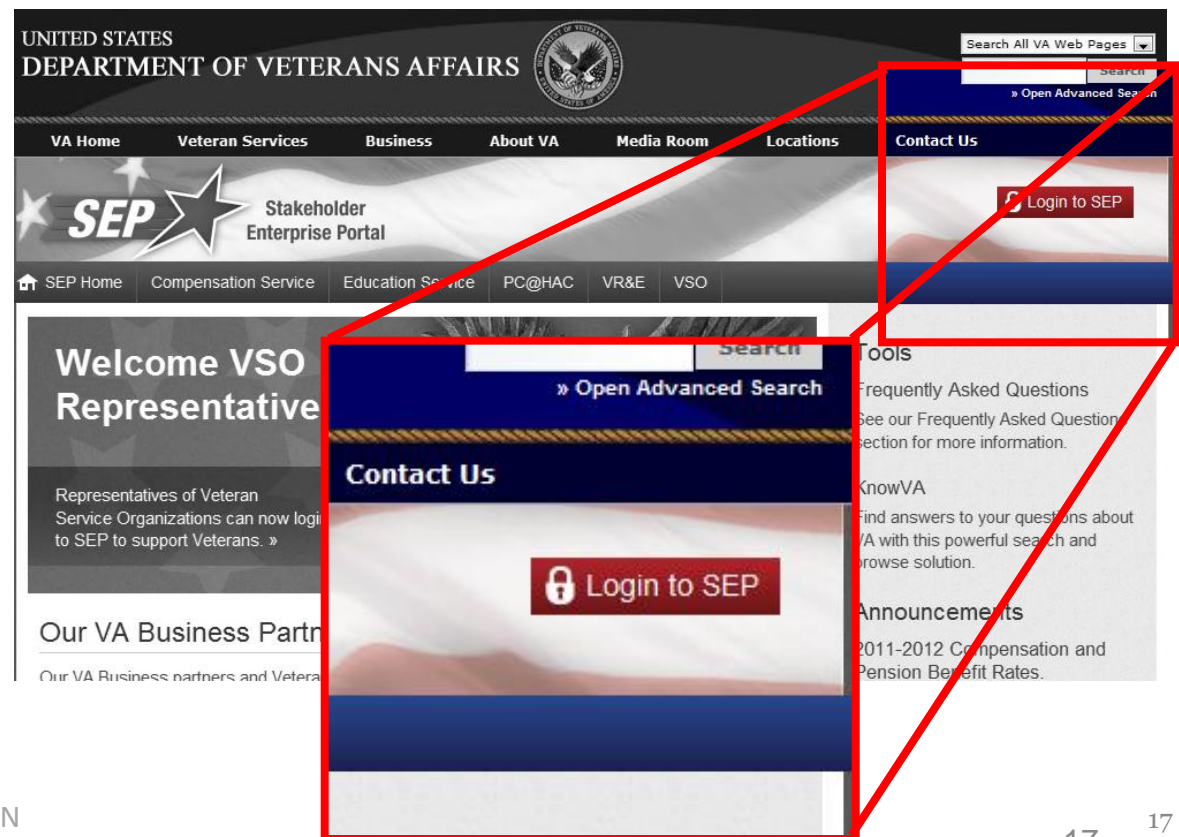 UNITED STATES
DEPARTMENT OF VETERANS AFFAIRS
Search All VA Web Pages
Search
» Open Advanced Search
VA Home Veteran Services Business About VA Media Room Locations Contact Us
SEP Stakeholder
Enterprise Portal
Login to SEP
SEP Home Compensation Service Education Service PC@HAC VR&E VSO
Welcome VSO
Representative
Representatives of Veteran
Service Organizations can now logi
to SEP to support Veterans. »
Our VA Business Partn
Our VA Business partners and Vetera
Search
» Open Advanced Search
Contact Us
Login to SEP
Tools
Frequently Asked Questions
See our Frequently Asked Questions
section for more information.
KnowVA
Find answers to your questions about
VA with this powerful search and
browse solution.
Announcements
2011-2012 Compensation and
Pension Benefit Rates.
N
17
17